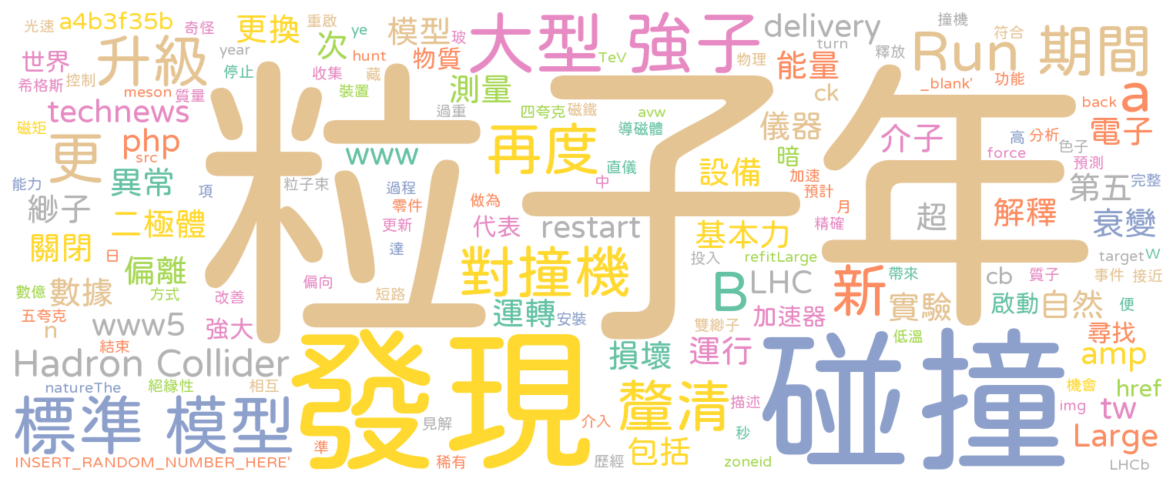 光速 a4b3f35b 奇怪 更換 重啟 ye 模型 玻 大型 強子 delivery 撞機 符合
世界 升級 次 hunt 物質 TeV 物理 turn 釋放 Run 期間
希格斯 控制 停止 year 收集 藏 能量 _blank' 功能
meson 質量 裝置 測量 ck back a
technews 過重 四夸克 磁鐵 avw 儀器 電子
磁矩 php src 更 www 再度 導磁體 介子 高 分析 色子
能力 異常 粒子 年 直儀 暗 設備 force 預測
項 緲子 粒子束 過程 中 加速 第五 完整
零件 做為 預計 超 解釋
二極體 更新 代表 restart 基本力 月 精確 衰變
關閉 日 達 投入 target W
數億 偏離 偏向 對撞機 refitLarge cb 質子 事件 接近
五夸克 方式 數據 改善 短路 B LHC 新 帶來 便
n www5 強大 運轉 安裝 雙緲子 加速器 實驗 啟動 自然
結束 損壞 運行 低溫 尋找
Hadron Collider 發現 碰撞 amp
natureThe 絕緣性 相互 機會 href
標準 模型 見解 介入 釐清 描述 img tw
準 包括 秒 Large
INSERT_RANDOM_NUMBER_HERE' 稀有 歷經 zoneid LHCb